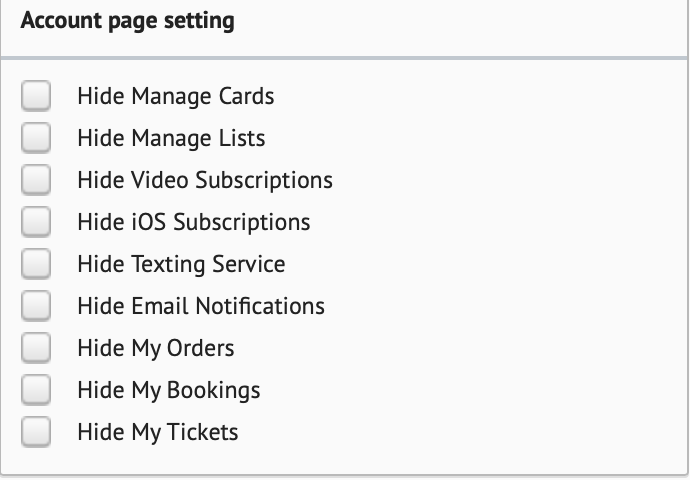 Account page setting
Hide Manage Cards
Hide Manage Lists
Hide Video Subscriptions
Hide iOS Subscriptions
Hide Texting Service
Hide Email Notifications
Hide My Orders
Hide My Bookings
Hide My Tickets